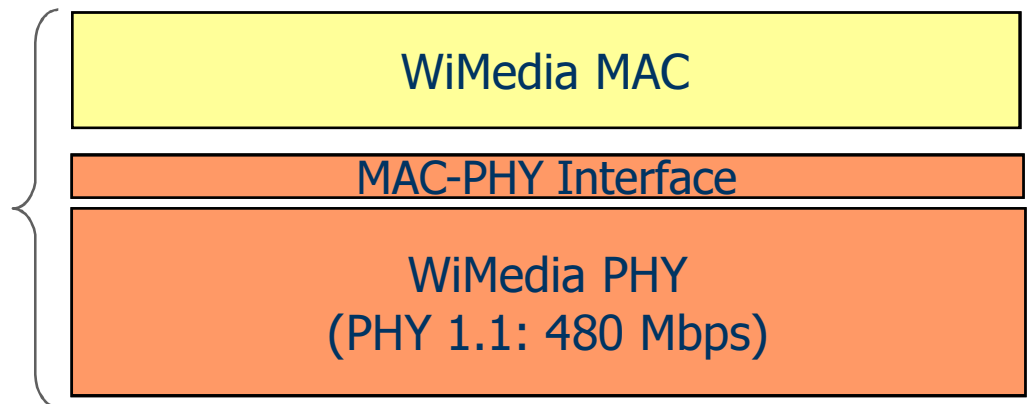 WiMedia MAC
MAC-PHY Interface
WiMedia PHY
(PHY 1.1: 480 Mbps)